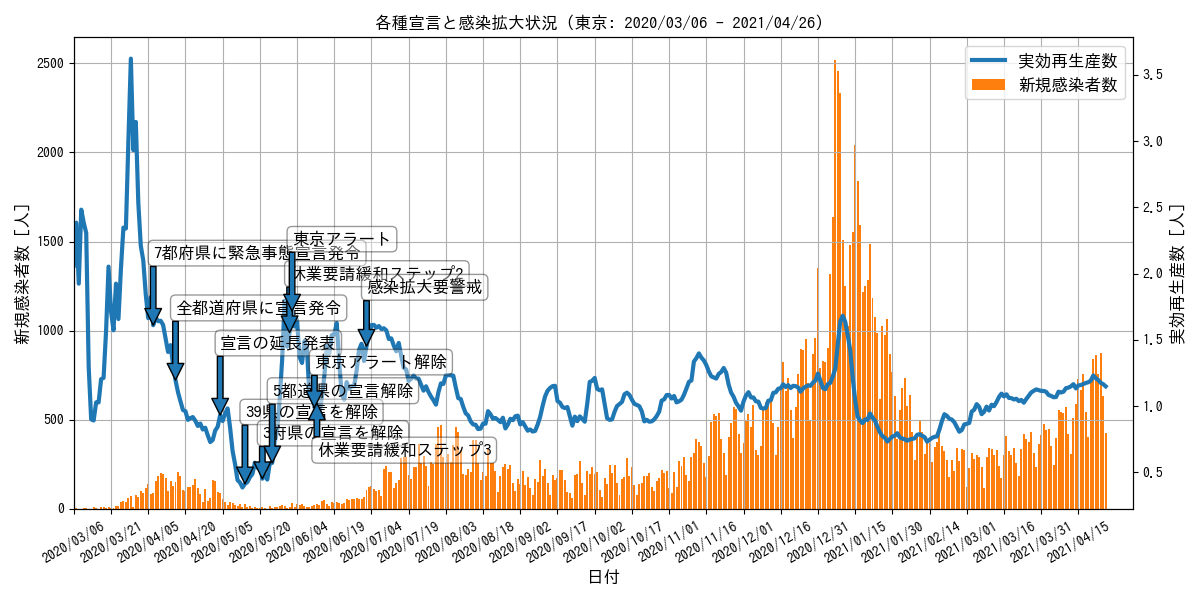 各種宣言と感染拡大状況 (東京: 2020/03/06 - 2021/04/26)
実効再生産数
新規感染者数
新規感染者数 [人]
2500
2000
1500
1000
500
0
実効再生産数 [人]
3.5
3.0
2.5
2.0
1.5
1.0
0.5
東京アラート
7都府県に緊急事態宣言発令
休業要請緩和ステップ2
感染拡大要警戒
全都道府県に宣言発令
宣言の延長発表
東京アラート解除
5都道県の宣言解除
39県の宣言を解除
3府県の宣言を解除
休業要請緩和ステップ3
2020/03/06
2020/03/21
2020/04/05
2020/04/20
2020/05/05
2020/05/20
2020/06/04
2020/06/19
2020/07/04
2020/07/19
2020/08/03
2020/08/18
2020/09/02
2020/09/17
2020/10/02
2020/10/17
2020/11/01
2020/11/16
2020/12/01
2020/12/16
2020/12/31
2021/01/15
2021/01/30
2021/02/14
2021/03/01
2021/03/16
2021/03/31
2021/04/15
日付